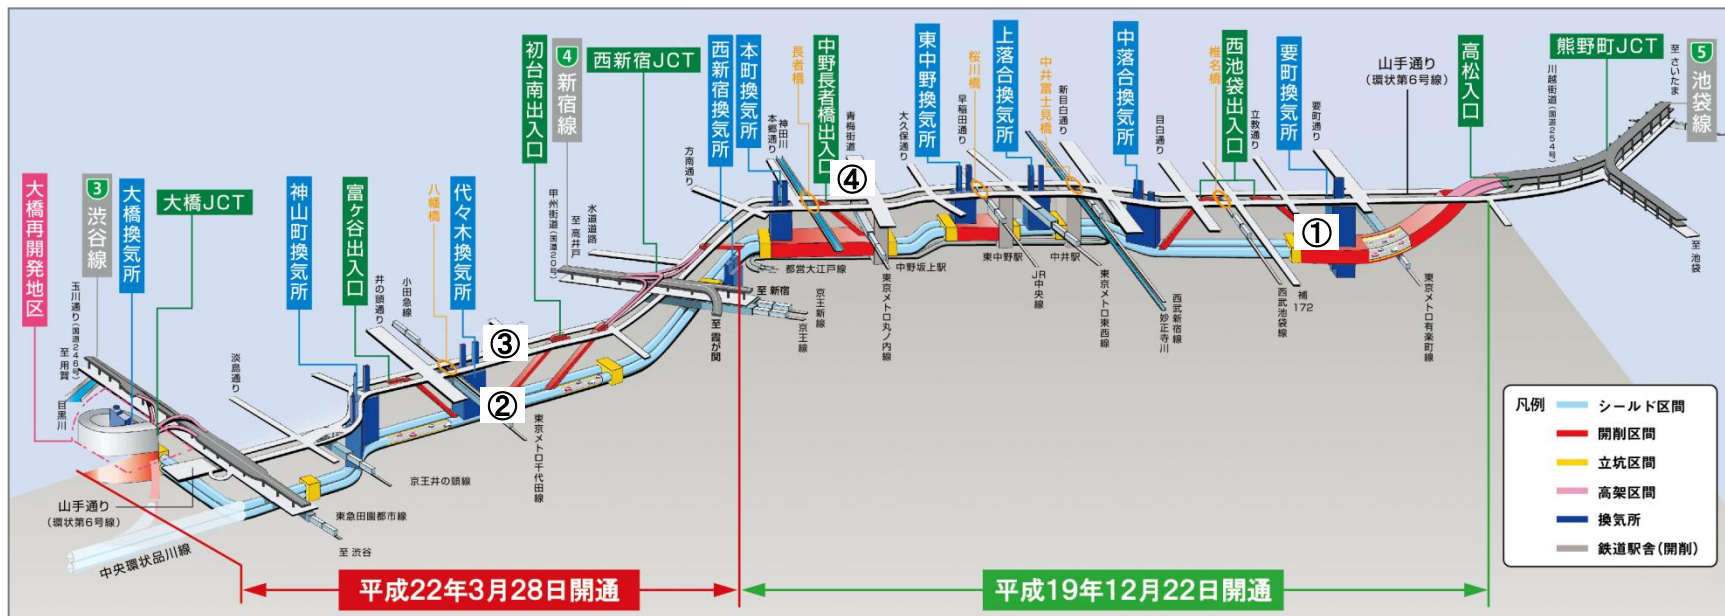 大橋再開発地区
3
渋谷線
玉川通り(国道246号)
至 用賀
目黒川
大橋換気所
大橋JCT
淡島通り
神山町換気所
富ヶ谷出入口
井の頭通り
小田急線
八幡橋
代々木換気所
初台南出入口
4
新宿線
甲州街道(国道20号)
至 高井戸
水道道路
西新宿JCT
方南通り
西新宿換気所
本町換気所
本郷通り
神田川
長者橋
中野長者橋出入口
青梅街道
大久保通り
東中野換気所
早稲田通り
桜川橋
上落合換気所
中井富士見橋
新目白通り
中落合換気所
目白通り
椎名橋
西池袋出入口
立教通り
要町換気所
要町通り
山手通り
(環状第6号線)
高松入口
熊野町JCT
川越街道(国道254号)
至 さいたま
5
池袋線
至 池袋
①
②
③
④
山手通り
(環状第6号線)
中央環状品川線
京王井の頭線
東急田園都市線
至 渋谷
東京メトロ千代田線
至 霞が関
至 新宿
京王新線
京王線
都営大江戸線
東京メトロ丸ノ内線
中野坂上駅
東中野駅
JR中央線
中井駅
東京メトロ東西線
妙正寺川
西武新宿線
西武池袋線
補172
東京メトロ有楽町線
凡例
シールド区間
開削区間
立坑区間
高架区間
換気所
鉄道駅舎(開削)
平成22年3月28日開通
平成19年12月22日開通